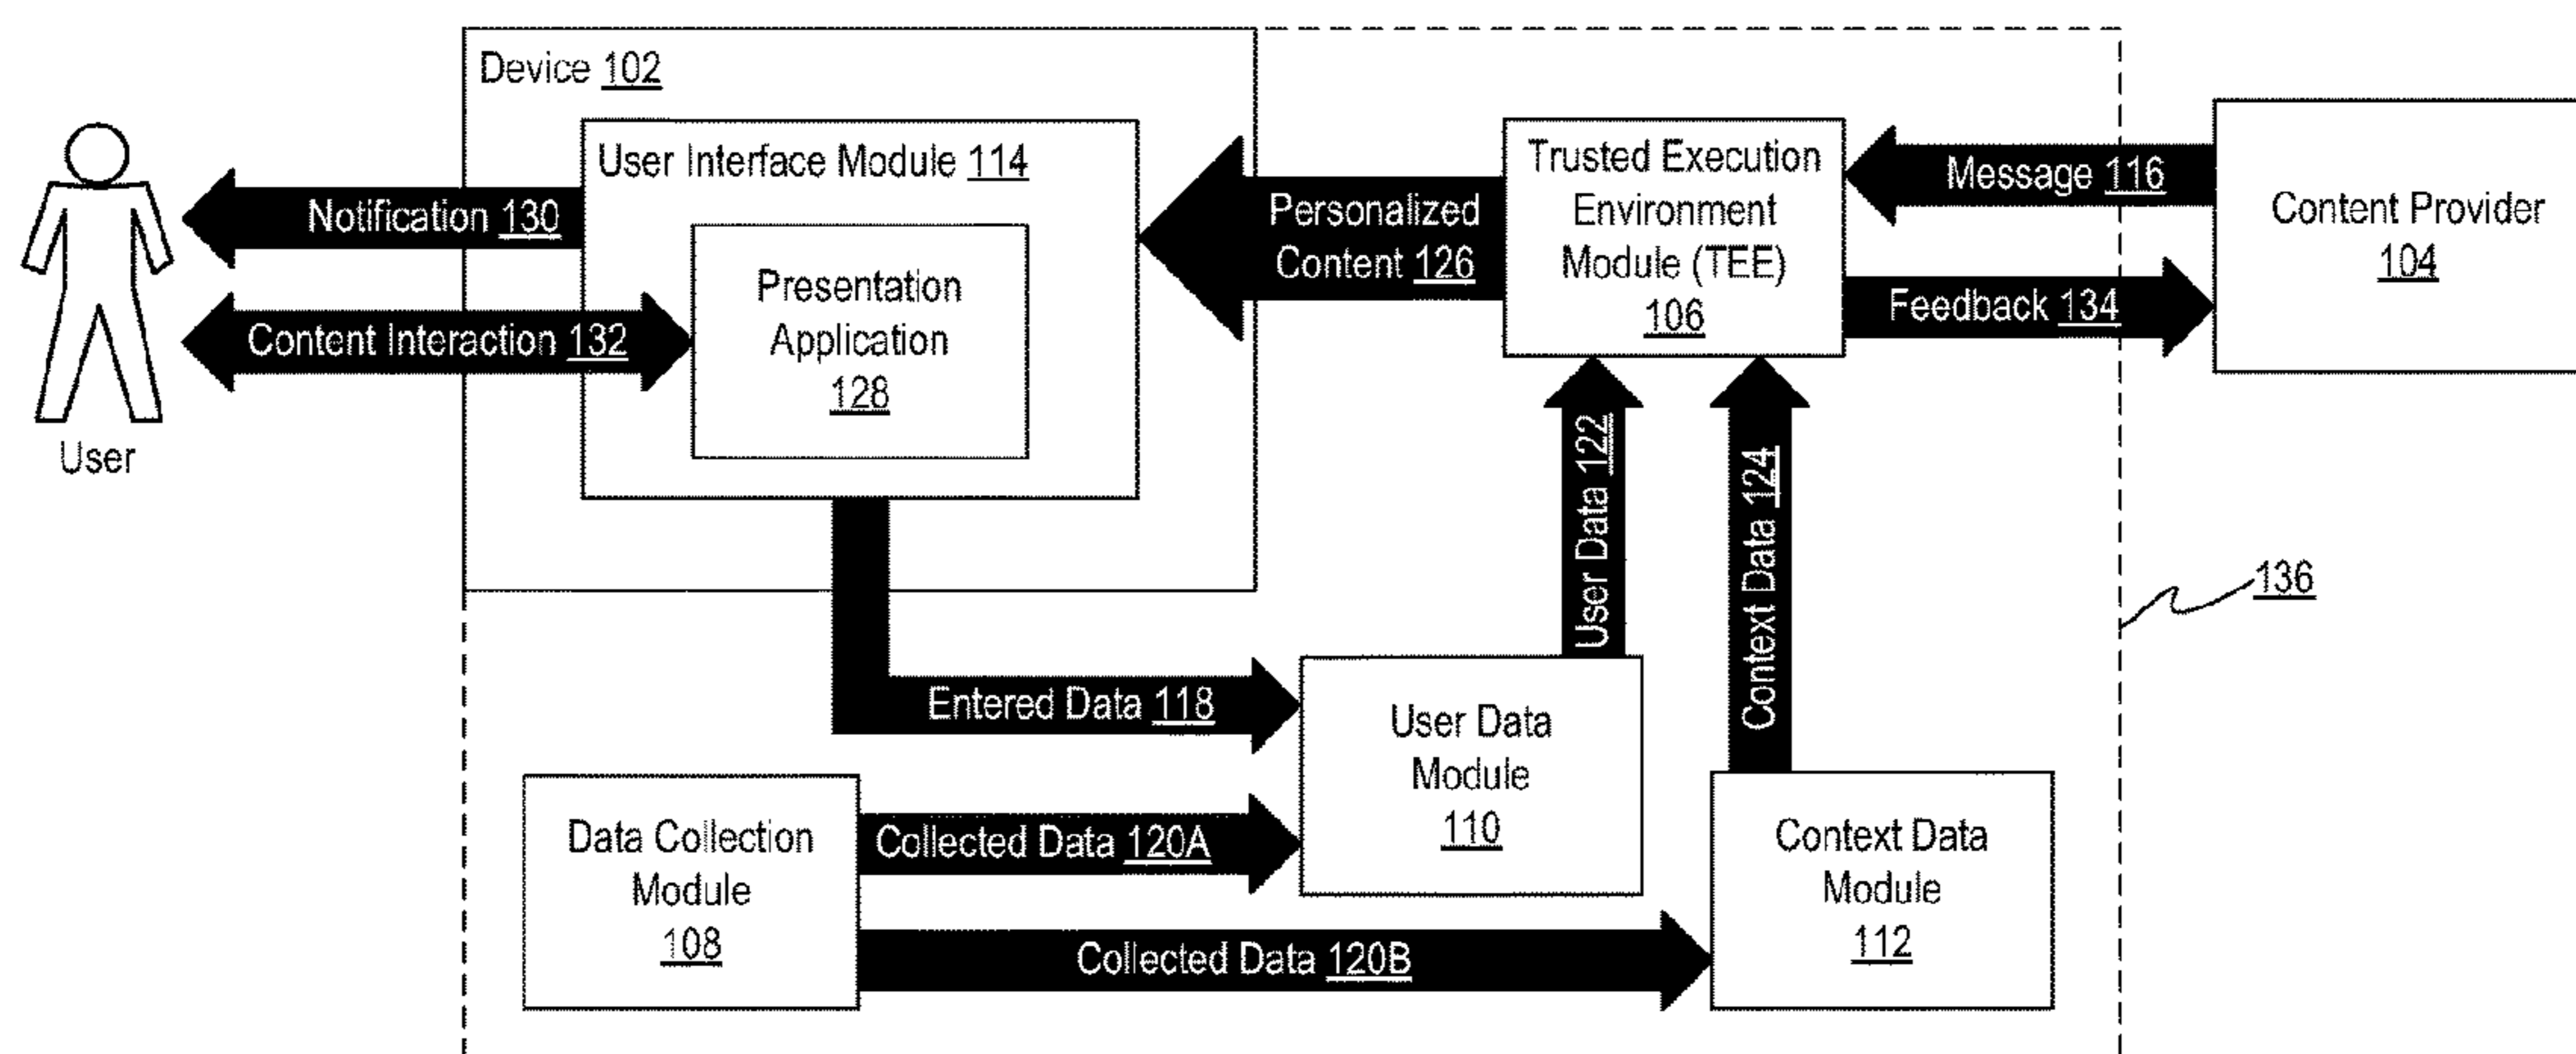 Device 102
User Interface Module 114
Notification 130
Content Interaction 132
Presentation
Application
128
User
Personalized
Content 126
Trusted Execution
Environment
Module (TEE)
106
Message 116
Feedback 134
Content Provider
104
User Data 122
Context Data 124
136
Entered Data 118
User Data
Module
110
Data Collection
Module
108
Collected Data 120A
Collected Data 120B
Context Data
Module
112